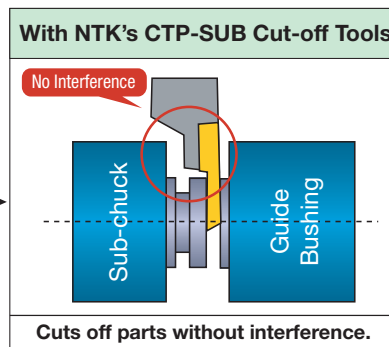 With NTK's CTP-SUB Cut-off Tools
No Interference
Sub-chuck
Guide
Bushing
Cuts off parts without interference.